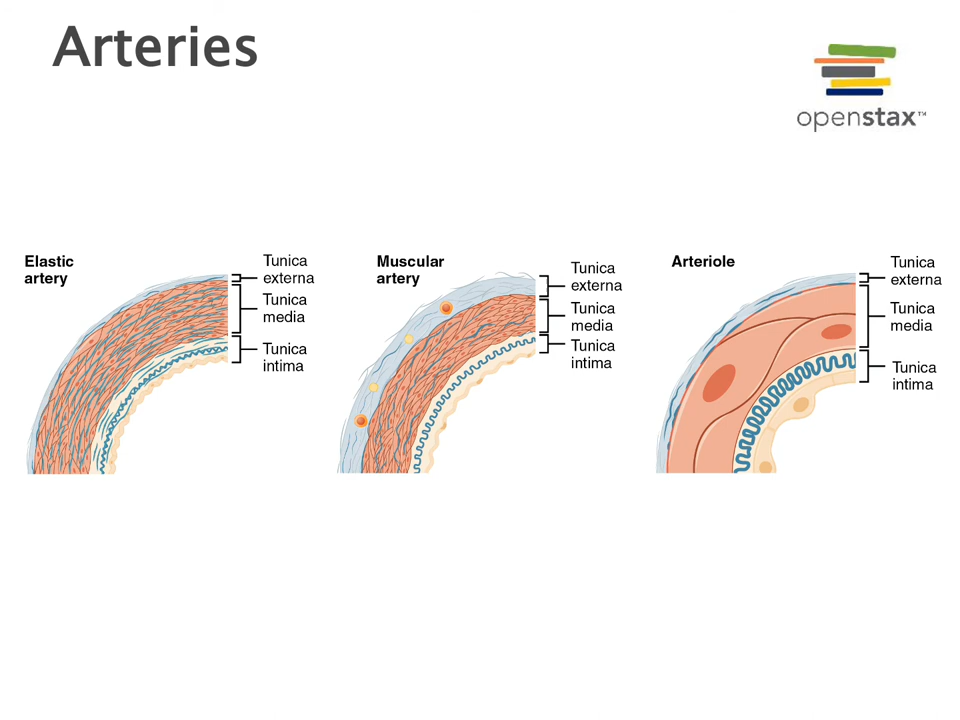 Arteries
openstax™
Elastic
artery
Tunica
externa
Tunica
media
Tunica
intima
Muscular
artery
Tunica
externa
Tunica
media
Tunica
intima
Arteriole
Tunica
externa
Tunica
media
Tunica
intima